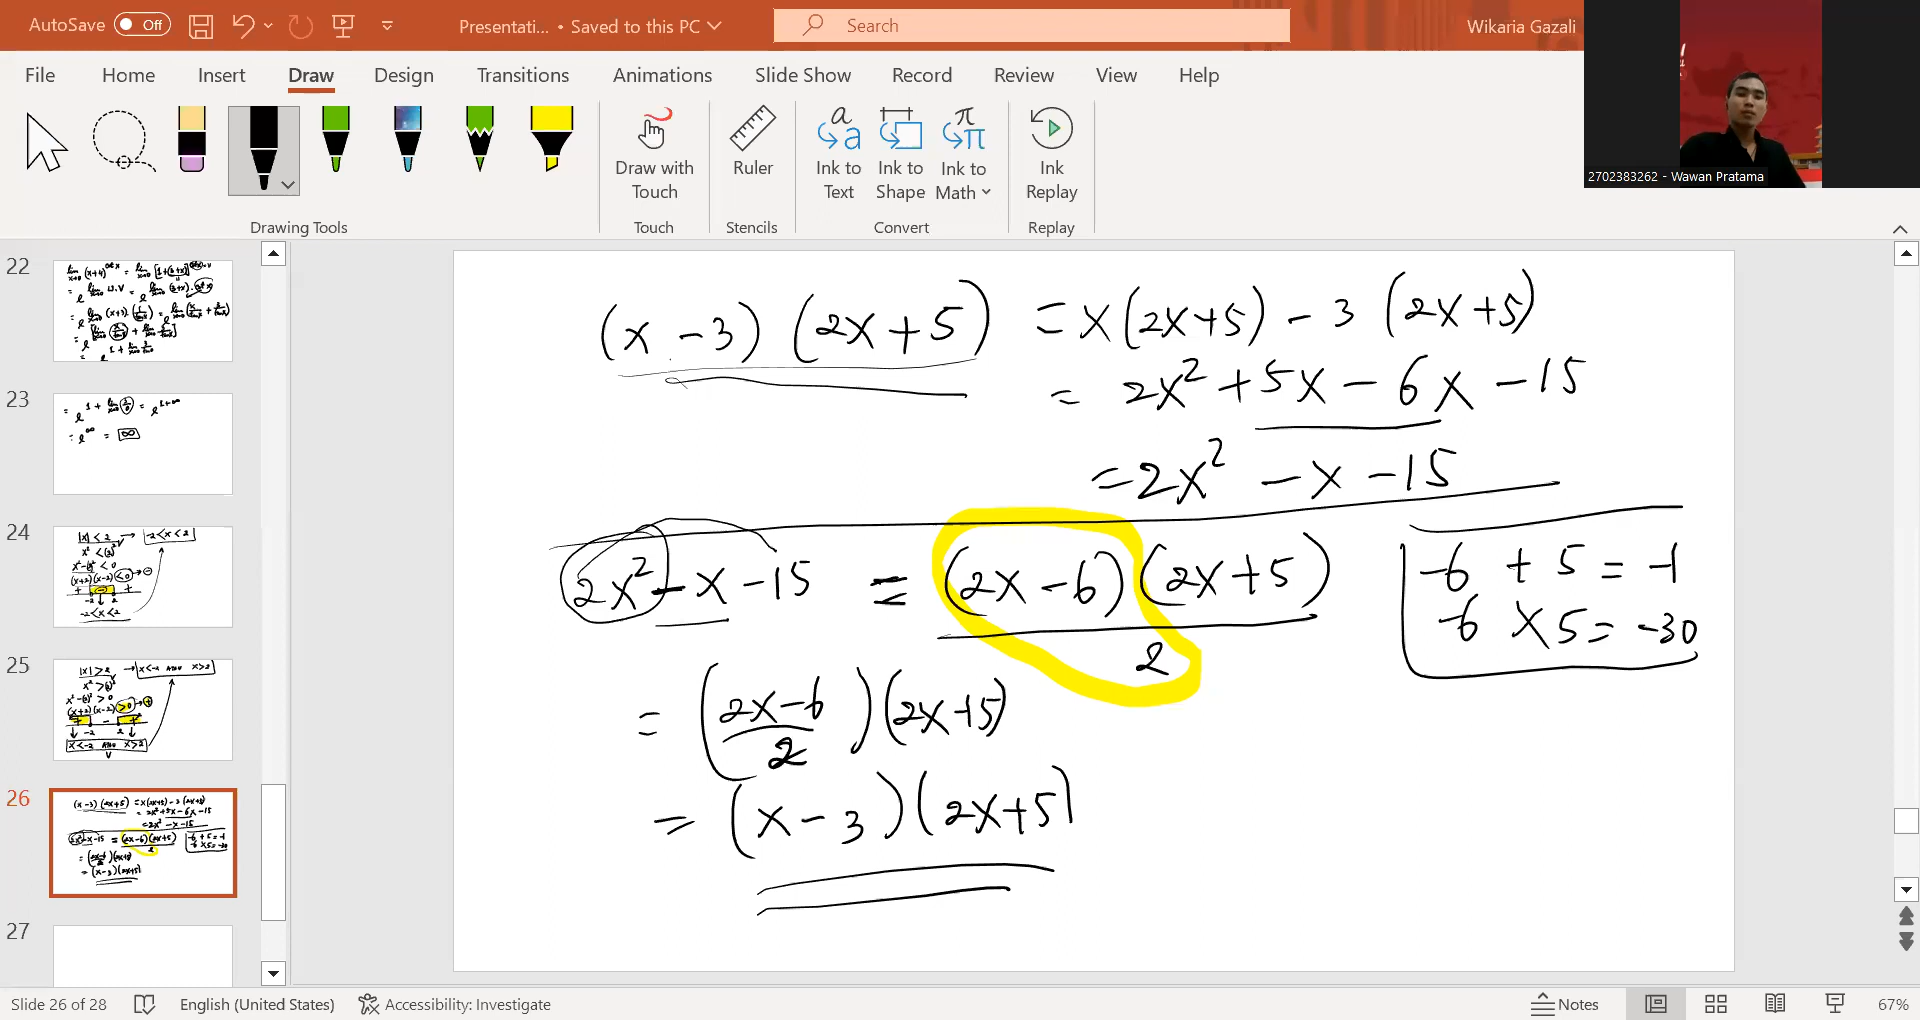 AutoSave Off Presentati... • Saved to this PC Search Wikaria Gazali
File Home Insert Draw Design Transitions Animations Slide Show Record Review View Help
Draw with Touch
Ruler
Ink to Text
Ink to Shape
Ink to Math
Ink Replay
Drawing Tools Touch Stencils Convert Replay
2702383262 - Wawan Pratama
22
23
24
|x| < 2 → -2 < x < 2
25
|x| > 2
26
27
(x - 3) (2x + 5) = x (2x + 5) - 3 (2x + 5)
= 2x² + 5x - 6x - 15
= 2x² - x - 15
2x² - x - 15 = (2x - 6) (2x + 5)
2
-6 + 5 = -1
-6 x 5 = -30
= (2x - 6
2) (2x + 5)
= (x - 3) (2x + 5)
Slide 26 of 28 English (United States) Accessibility: Investigate Notes 67%